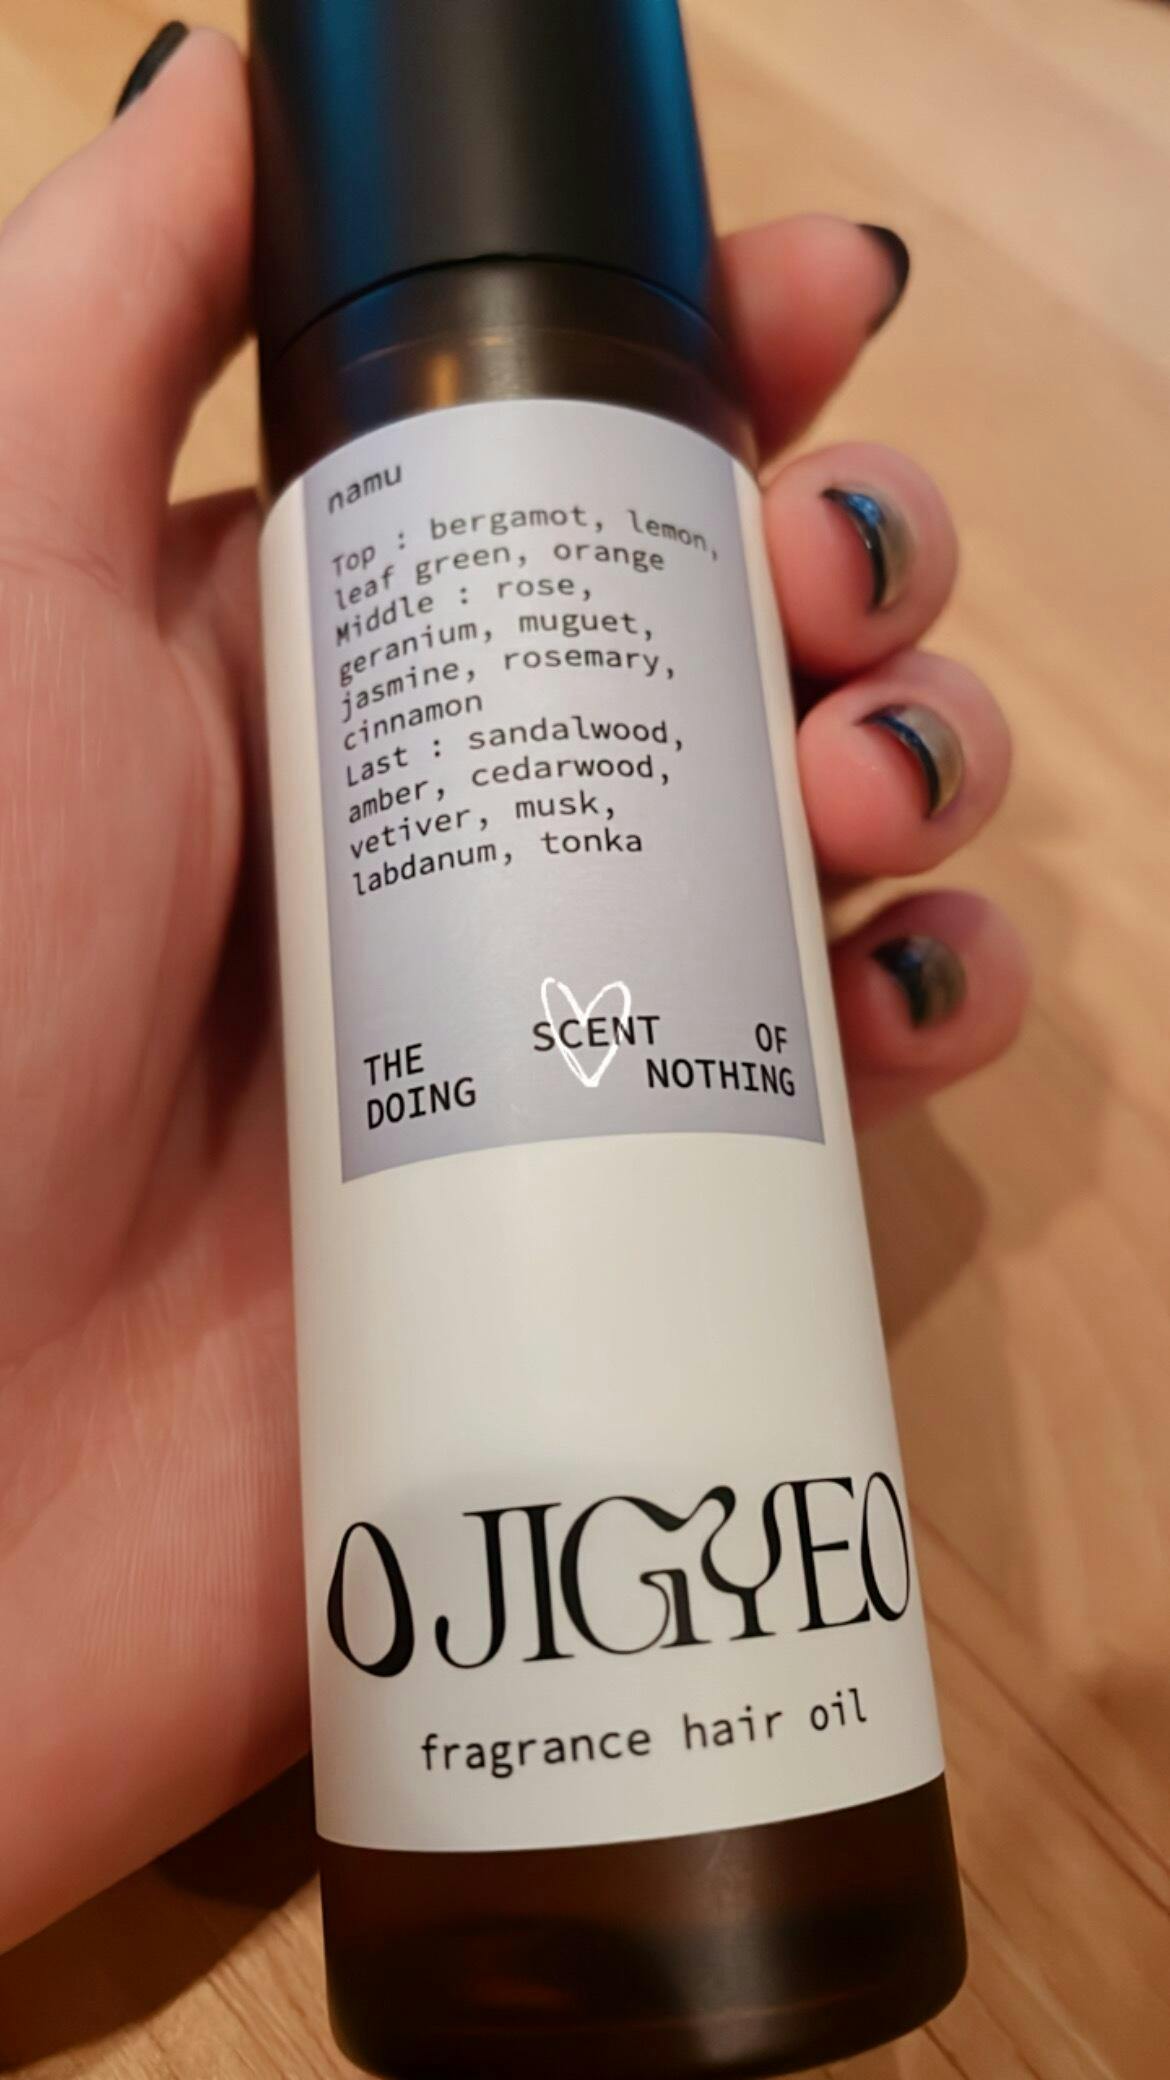 namu
Top : bergamot, lemon,
leaf green, orange
Middle : rose,
geranium, muguet,
jasmine, rosemary,
cinnamon
Last : sandalwood,
amber, cedarwood,
vetiver, musk,
labdanum, tonka
THE SCENT OF
DOING NOTHING
OJIGYEO
fragrance hair oil